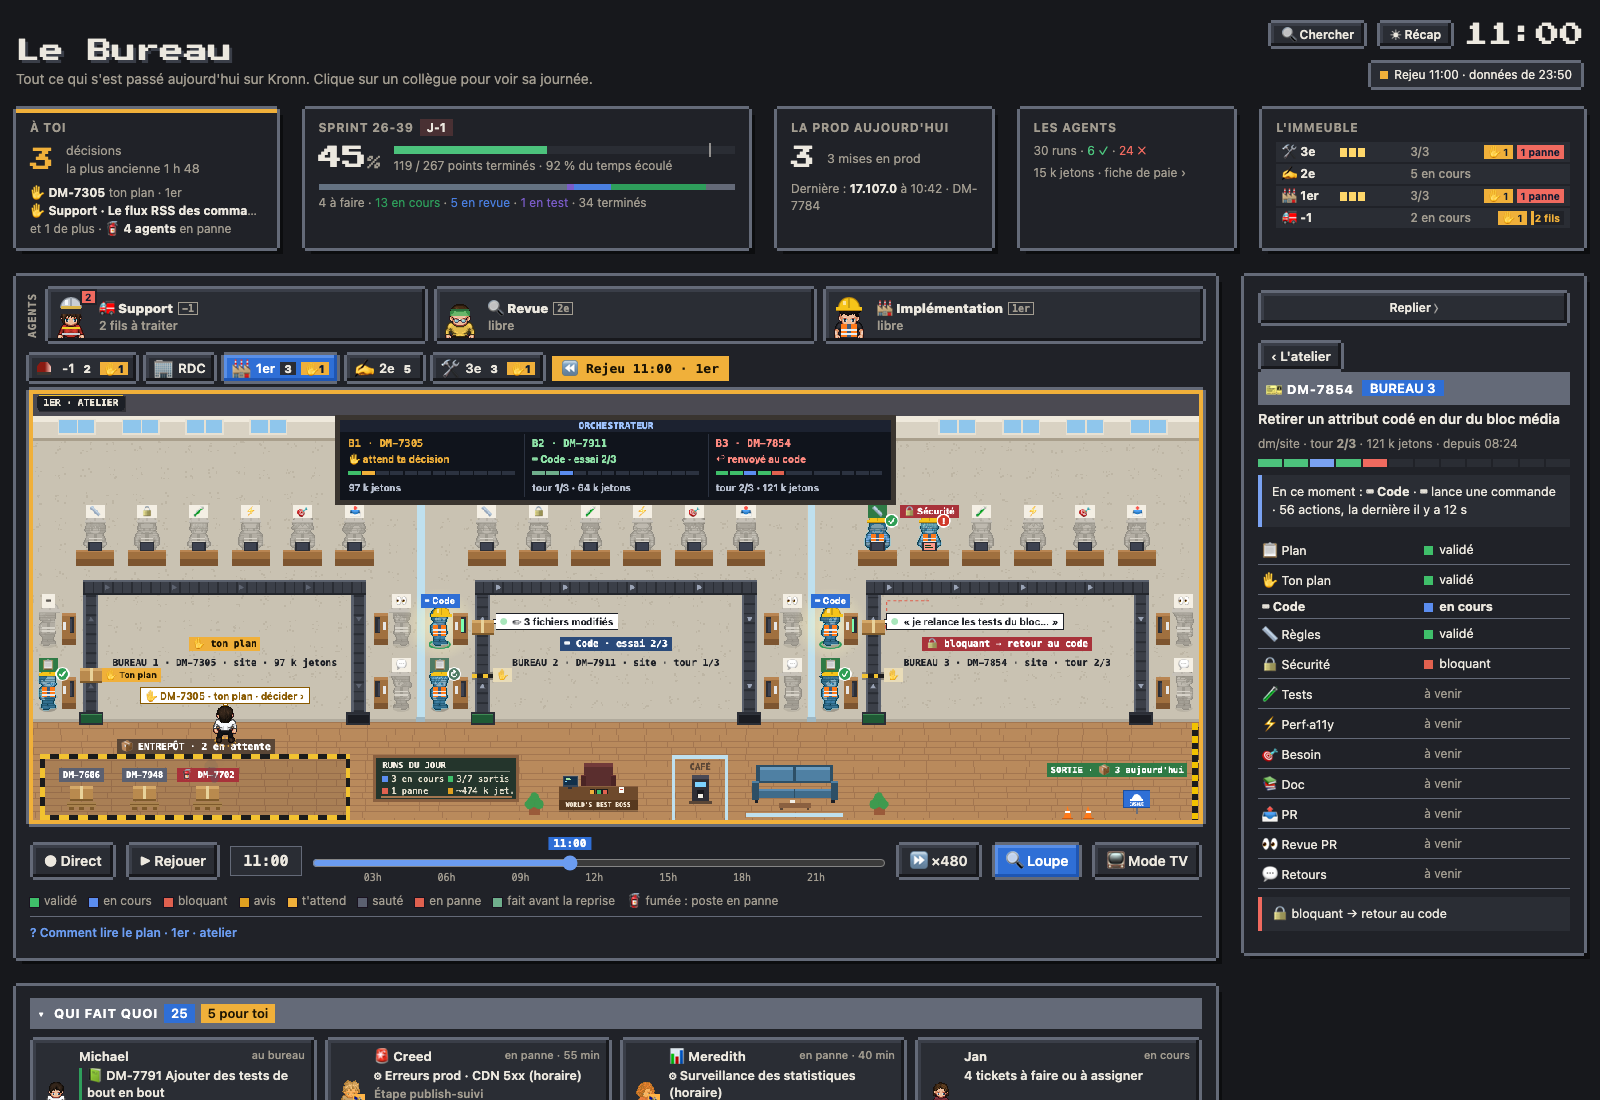 Le Bureau
Tout ce qui s'est passé aujourd'hui sur Kronn. Clique sur un collègue pour voir sa journée.
Chercher
Récap
11:00
Rejeu 11:00 · données de 23:50
À TOI
3 décisions
la plus ancienne 1 h 48
DM-7305 ton plan · 1er
Support · Le flux RSS des comma…
et 1 de plus · 4 agents en panne
SPRINT 26-39 J-1
45%
119 / 267 points terminés · 92 % du temps écoulé
4 à faire · 13 en cours · 5 en revue · 1 en test · 34 terminés
LA PROD AUJOURD'HUI
3 3 mises en prod
Dernière : 17.107.0 à 10:42 · DM-
7784
LES AGENTS
30 runs · 6 ✓ · 24 ✕
15 k jetons · fiche de paie ›
L'IMMEUBLE
3e 3/3 1 1 panne
2e 5 en cours
1er 3/3 1 1 panne
-1 2 en cours 1 2 fils
AGENTS
2
Support -1
2 fils à traiter
Revue 2e
libre
Implémentation 1er
libre
-1 2 1
RDC
1er 3 1
2e 5
3e 3 1
Rejeu 11:00 · 1er
1ER · ATELIER
ORCHESTRATEUR
B1 · DM-7305
attend ta décision
97 k jetons
B2 · DM-7911
Code · essai 2/3
tour 1/3 · 64 k jetons
B3 · DM-7854
renvoyé au code
tour 2/3 · 121 k jetons
Sécurité
Code
Code
3 fichiers modifiés
« je relance les tests du bloc… »
ton plan
Code · essai 2/3
bloquant → retour au code
BUREAU 1 · DM-7305 · site · 97 k jetons
BUREAU 2 · DM-7911 · site · tour 1/3
BUREAU 3 · DM-7854 · site · tour 2/3
Ton plan
DM-7305 · ton plan · décider ›
ENTREPÔT · 2 en attente
DM-7686
DM-7948
DM-7702
RUNS DU JOUR
3 en cours 3/7 sortis
1 panne ~474 k jet.
WORLD'S BEST BOSS
CAFÉ
SORTIE · 3 aujourd'hui
Direct
Rejouer
11:00
11:00
03h 06h 09h 12h 15h 18h 21h
×480
Loupe
Mode TV
validé en cours bloquant avis t'attend sauté en panne fait avant la reprise fumée : poste en panne
? Comment lire le plan · 1er · atelier
Replier ›
‹ L'atelier
DM-7854 BUREAU 3
Retirer un attribut codé en dur du bloc média
dm/site · tour 2/3 · 121 k jetons · depuis 08:24
En ce moment : Code · lance une commande
· 56 actions, la dernière il y a 12 s
Plan validé
Ton plan validé
Code en cours
Règles validé
Sécurité bloquant
Tests à venir
Perf·a11y à venir
Besoin à venir
Doc à venir
PR à venir
Revue PR à venir
Retours à venir
bloquant → retour au code
QUI FAIT QUOI 25 5 pour toi
Michael au bureau
DM-7791 Ajouter des tests de
bout en bout
Creed en panne · 55 min
Erreurs prod · CDN 5xx (horaire)
Étape publish-suivi
Meredith en panne · 40 min
Surveillance des statistiques
(horaire)
Jan en cours
4 tickets à faire ou à assigner